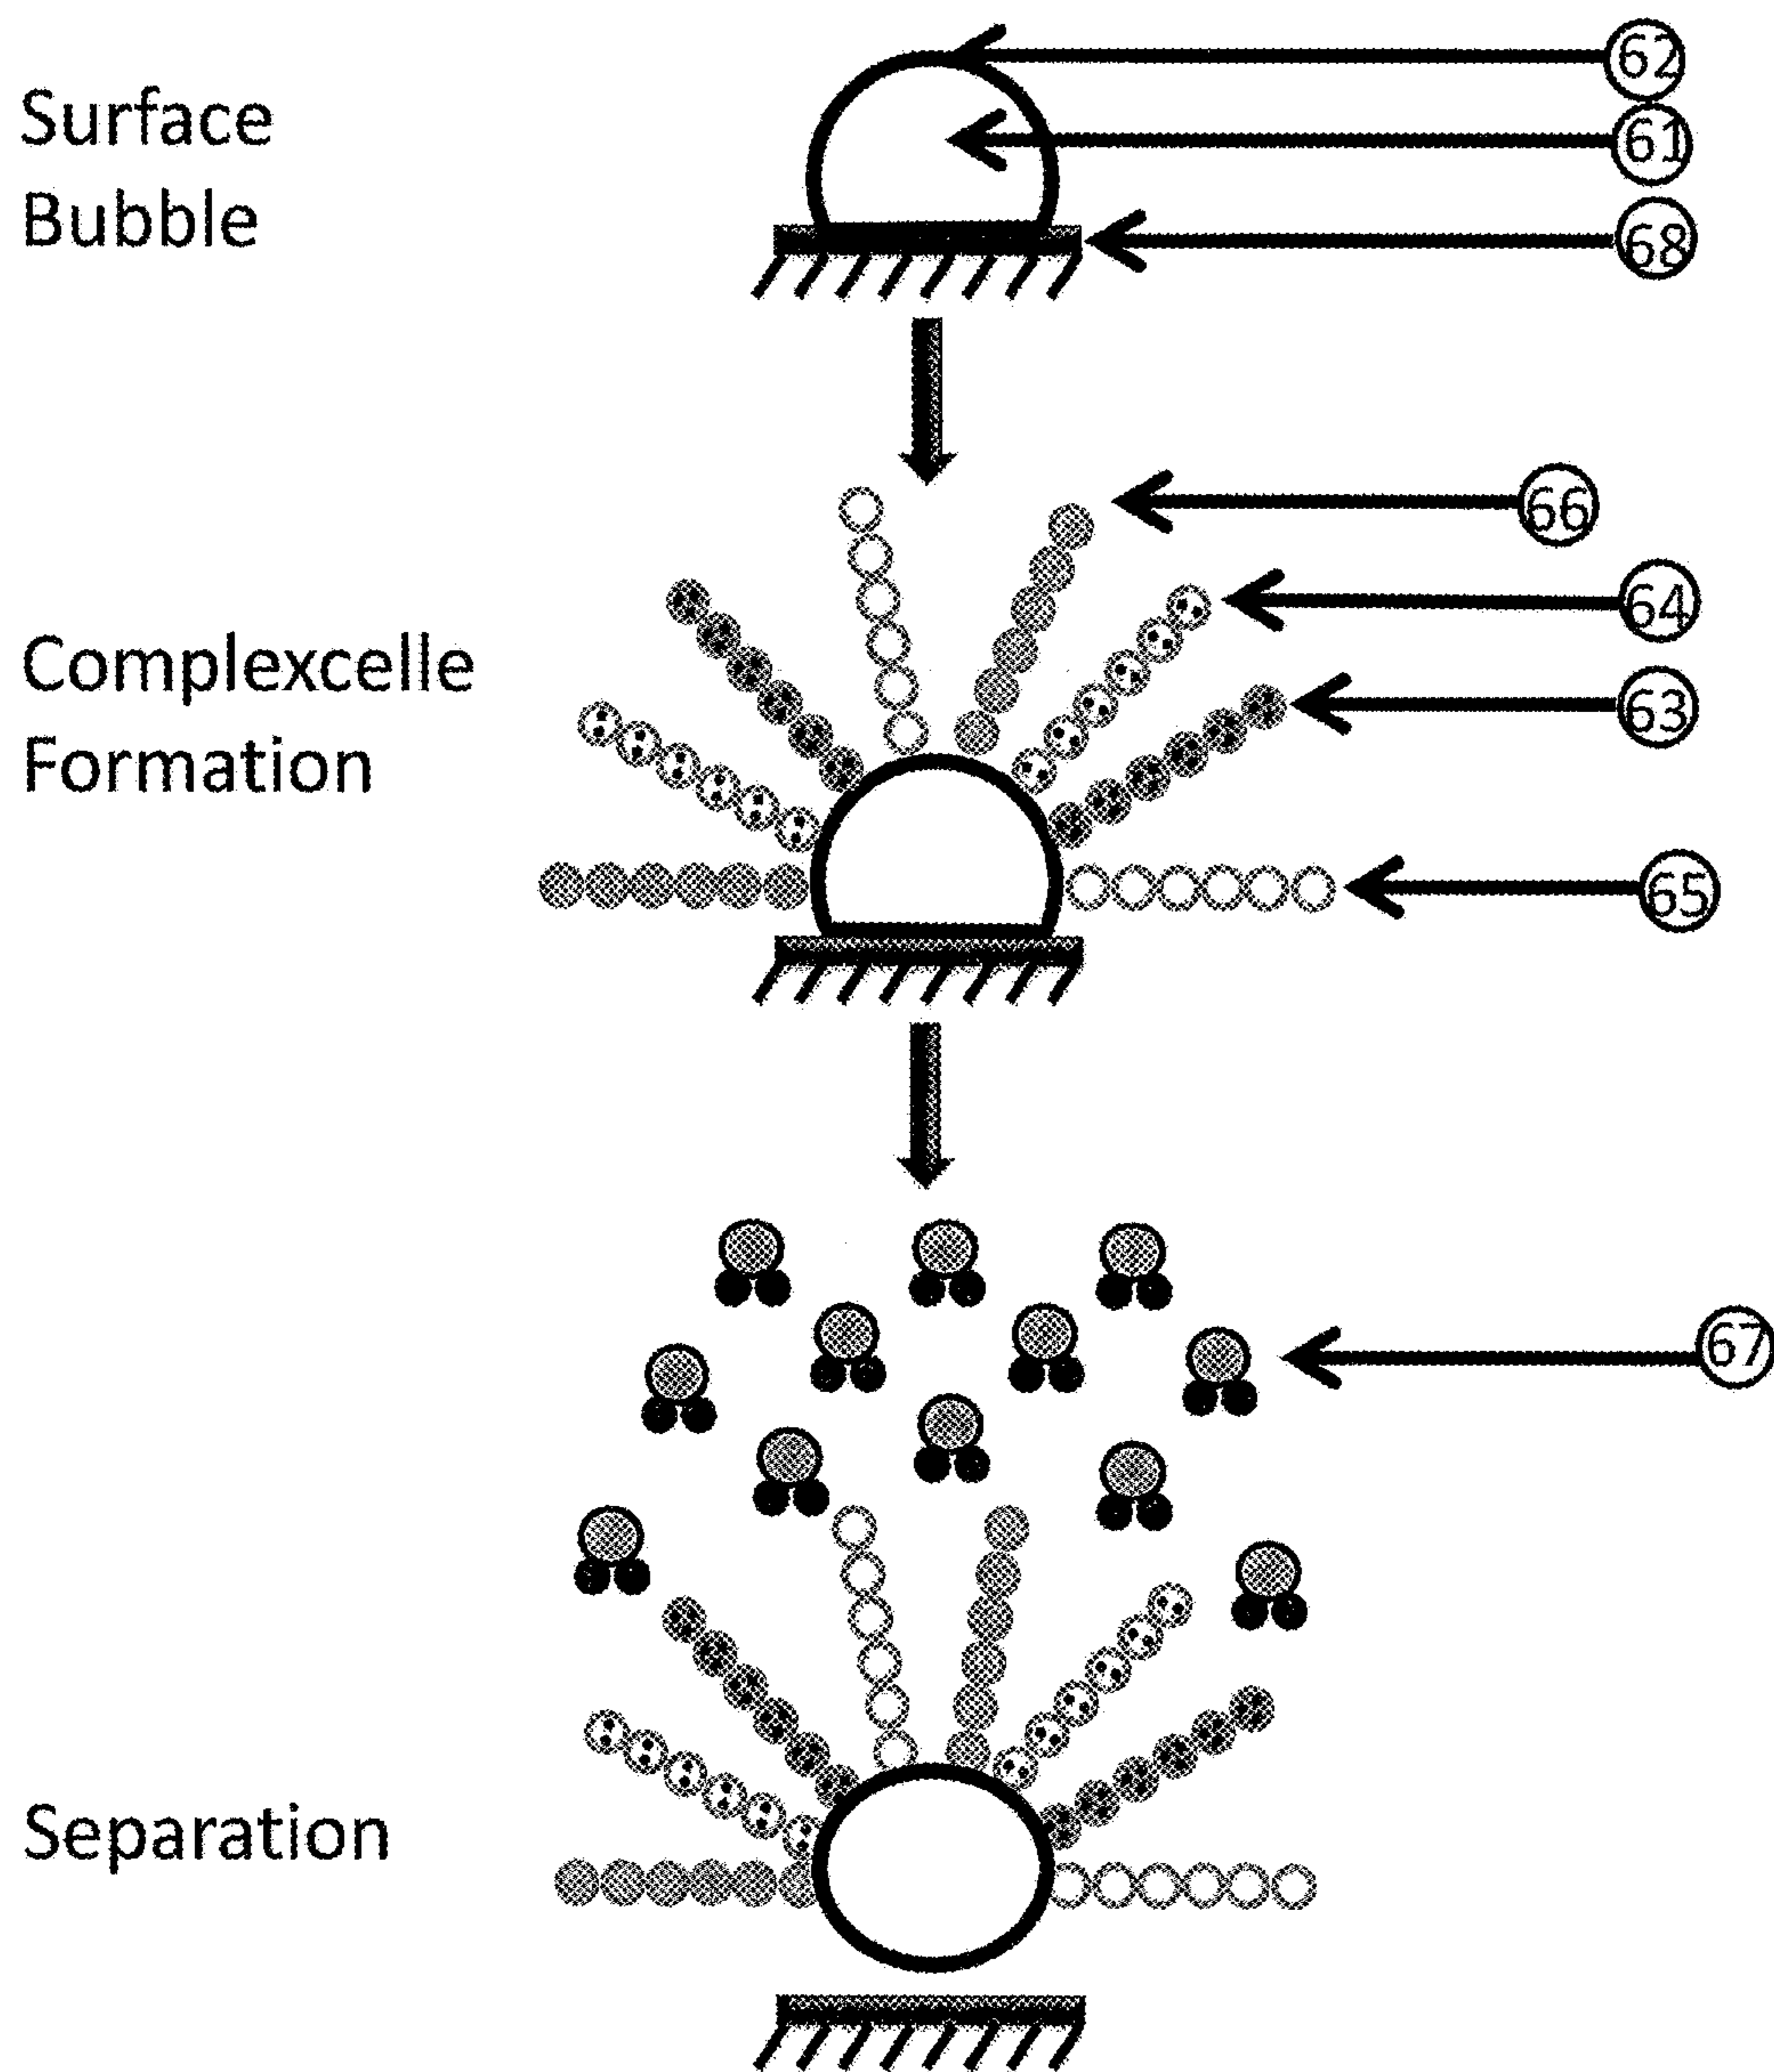 62
Surface
61
Bubble
68
66
64
Complexcelle
63
Formation
65
67
Separation